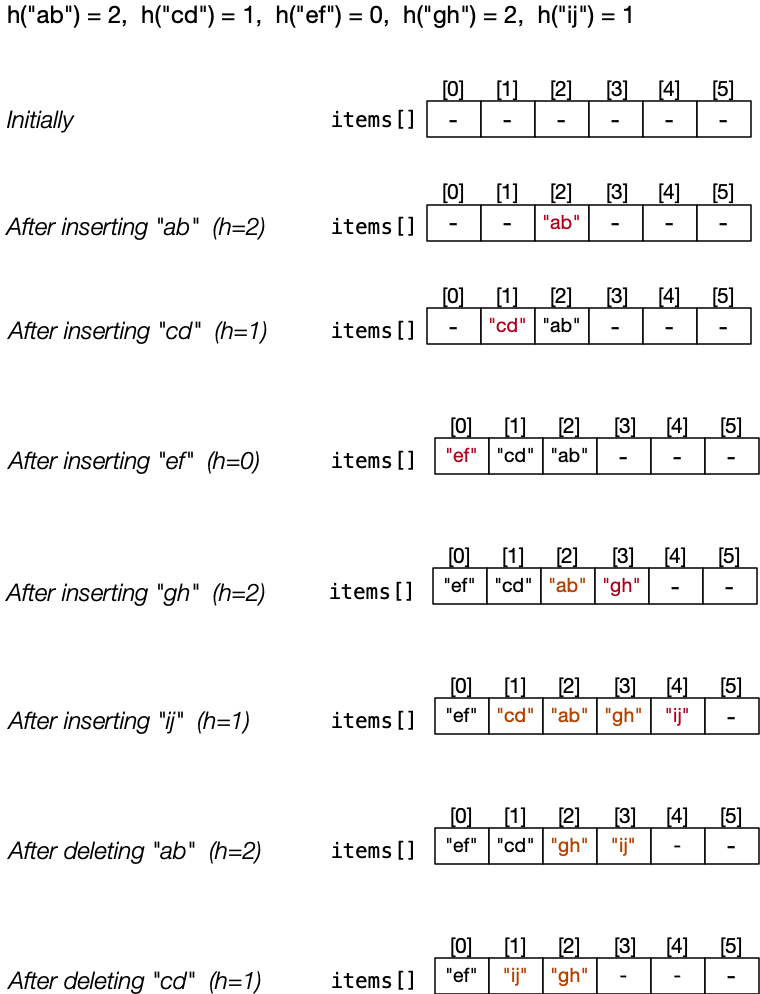 h("ab") = 2, h("cd") = 1, h("ef") = 0, h("gh") = 2, h("ij") = 1
[0] [1] [2] [3] [4] [5]
Initially items[] - - - - - -
[0] [1] [2] [3] [4] [5]
After inserting "ab" (h=2) items[] - - "ab" - - -
[0] [1] [2] [3] [4] [5]
After inserting "cd" (h=1) items[] - "cd" "ab" - - -
[0] [1] [2] [3] [4] [5]
After inserting "ef" (h=0) items[] "ef" "cd" "ab" - - -
[0] [1] [2] [3] [4] [5]
After inserting "gh" (h=2) items[] "ef" "cd" "ab" "gh" - -
[0] [1] [2] [3] [4] [5]
After inserting "ij" (h=1) items[] "ef" "cd" "ab" "gh" "ij" -
[0] [1] [2] [3] [4] [5]
After deleting "ab" (h=2) items[] "ef" "cd" "gh" "ij" - -
[0] [1] [2] [3] [4] [5]
After deleting "cd" (h=1) items[] "ef" "ij" "gh" - - -